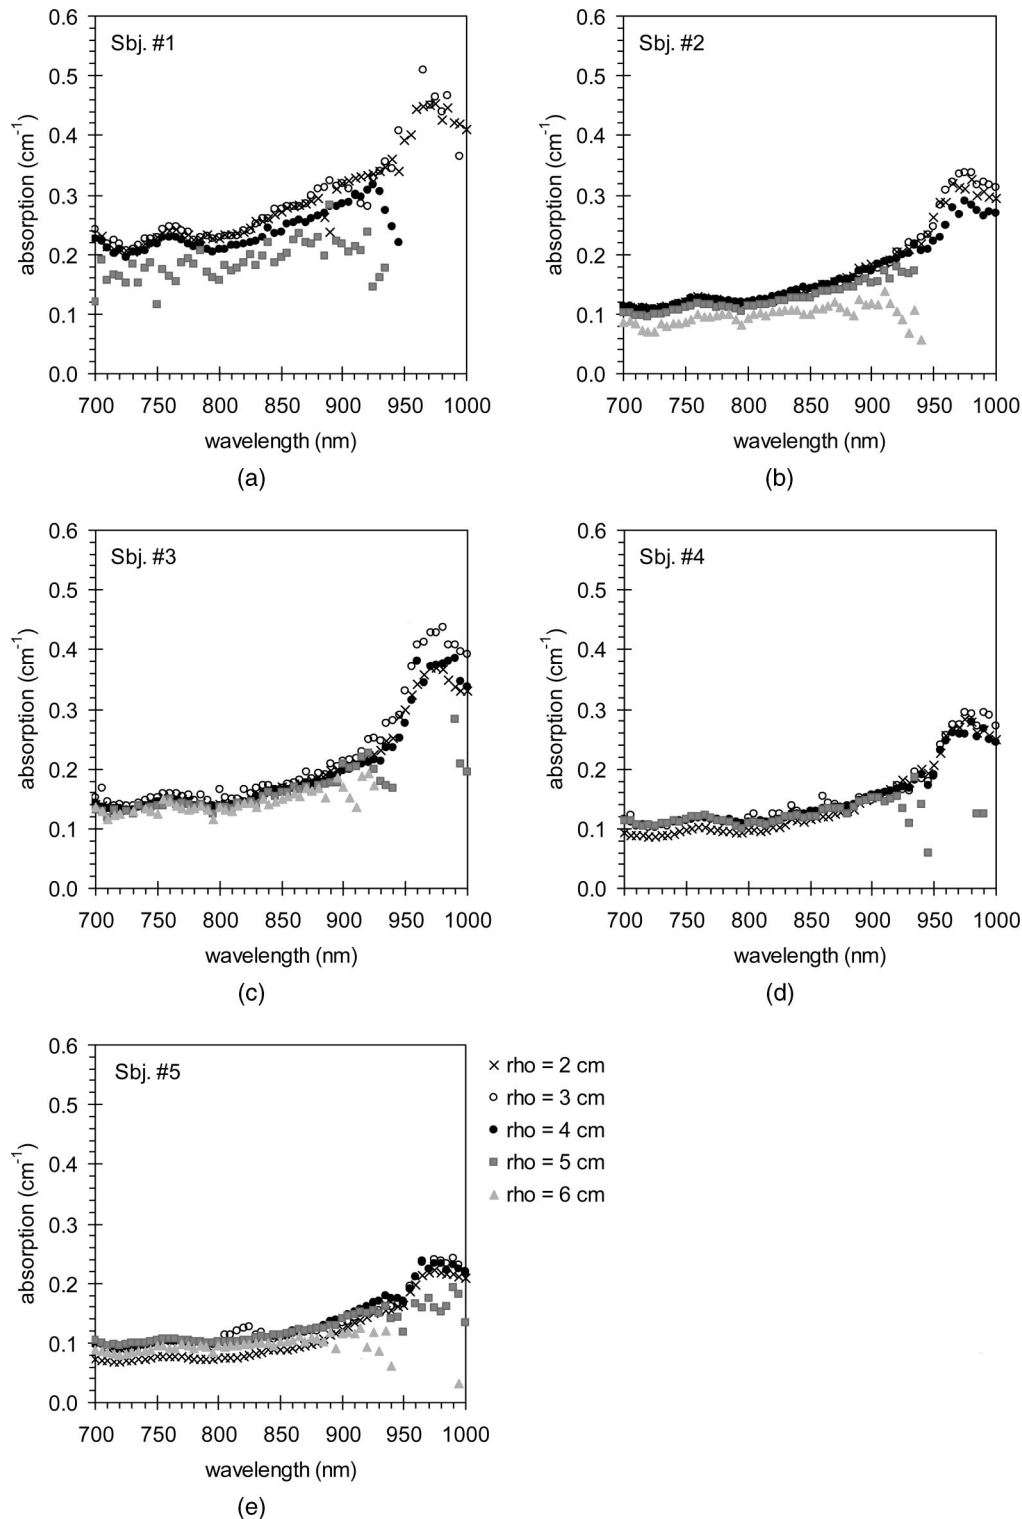 Sbj. #1
0.6
0.5
0.4
0.3
0.2
0.1
0.0
absorption (cm⁻¹)
700 750 800 850 900 950 1000
wavelength (nm)
(a)
Sbj. #2
0.6
0.5
0.4
0.3
0.2
0.1
0.0
absorption (cm⁻¹)
700 750 800 850 900 950 1000
wavelength (nm)
(b)
Sbj. #3
0.6
0.5
0.4
0.3
0.2
0.1
0.0
absorption (cm⁻¹)
700 750 800 850 900 950 1000
wavelength (nm)
(c)
Sbj. #4
0.6
0.5
0.4
0.3
0.2
0.1
0.0
absorption (cm⁻¹)
700 750 800 850 900 950 1000
wavelength (nm)
(d)
Sbj. #5
0.6
0.5
0.4
0.3
0.2
0.1
0.0
absorption (cm⁻¹)
700 750 800 850 900 950 1000
wavelength (nm)
(e)
rho = 2 cm
rho = 3 cm
rho = 4 cm
rho = 5 cm
rho = 6 cm